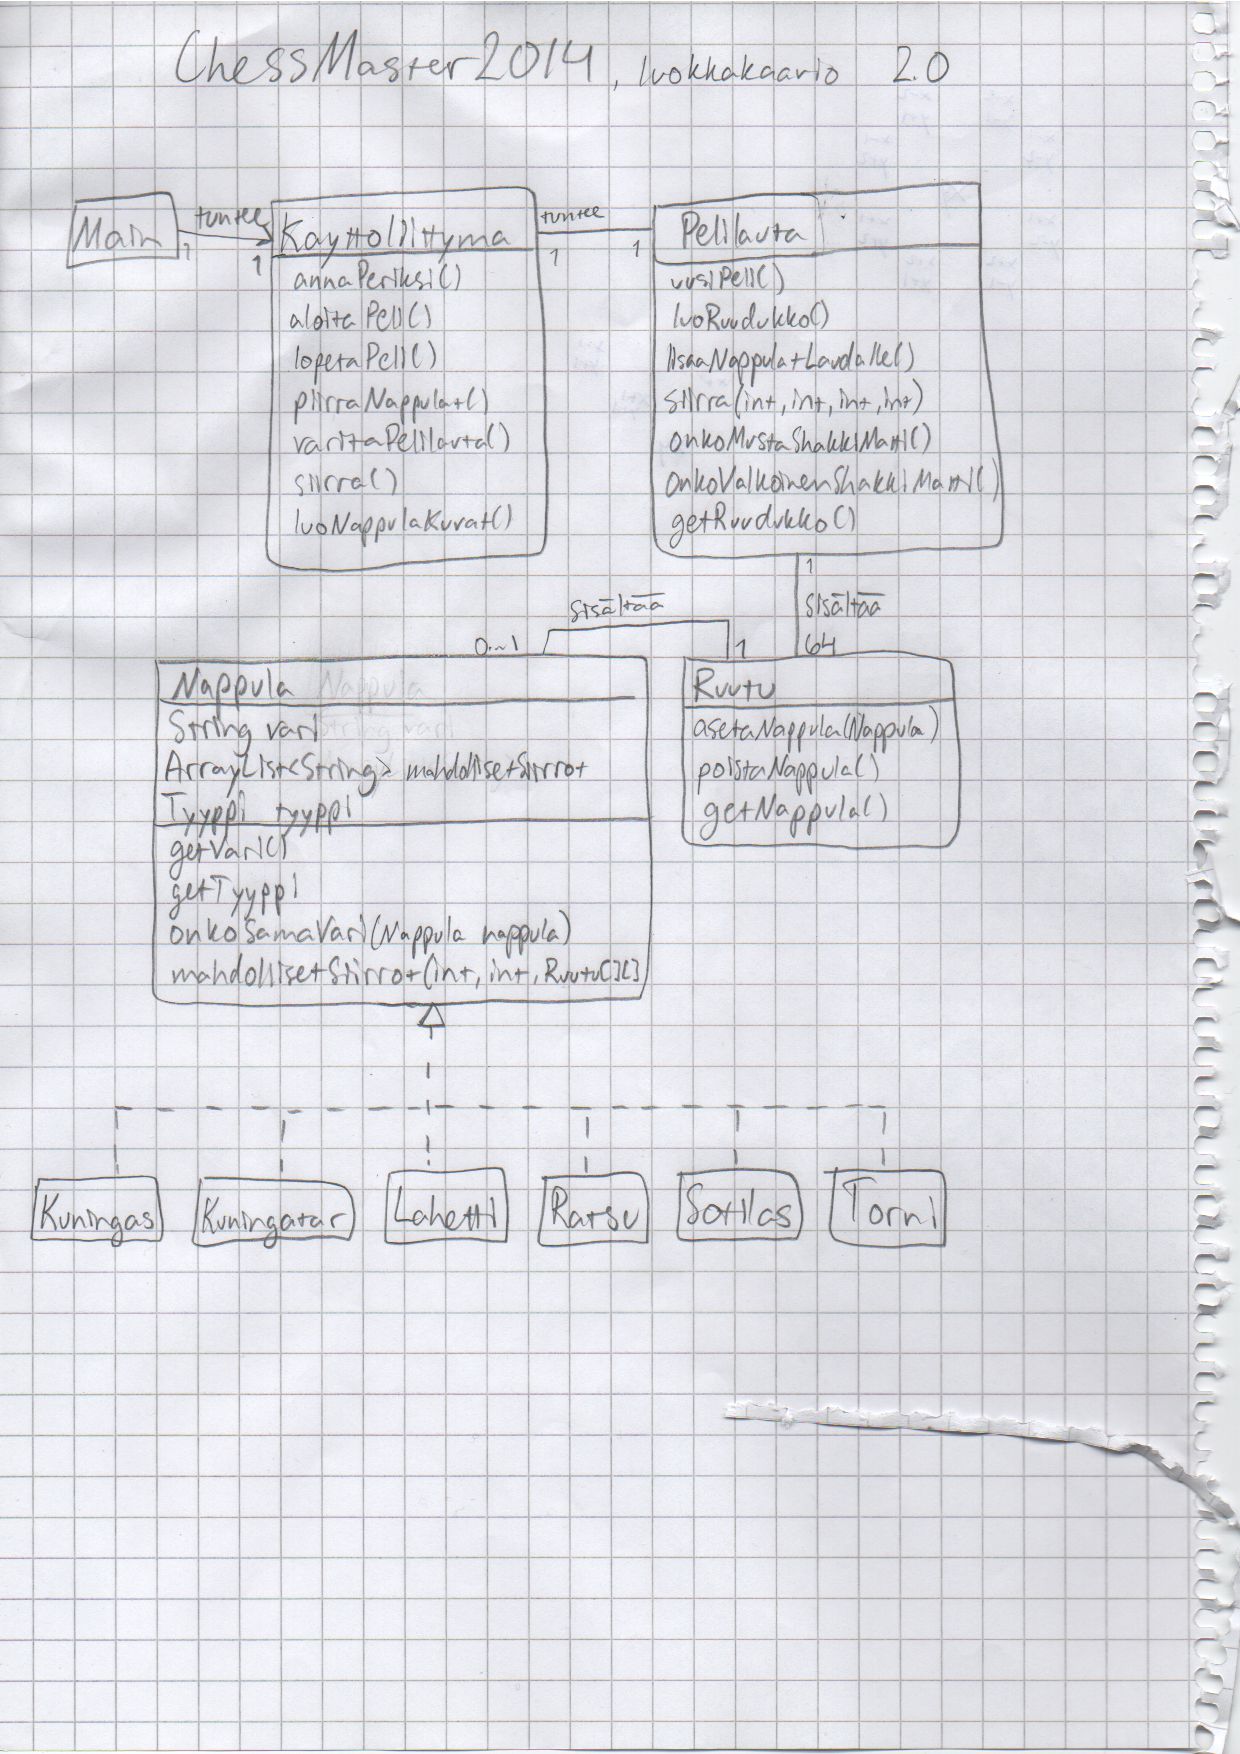 ChessMaster2014, luokkakaavio 2.0
Main
tuntee
1
1
KayttoLiittyma
annaPeriksi()
aloitaPeli()
lopetaPeli()
piirraNappulat()
varitaPelilauta()
siirra()
luoNappulaKuvat()
tuntee
1
1
Pelilauta
uusiPeli()
luoRuudukko()
lisaaNappulatLaudalle()
siirra(int, int, int, int)
onkoMustaShakkiMatti()
onkoValkoinenShakkiMatti()
getRuudukko()
1
sisältää
64
sisältää
0...1
1
Nappula
String vari
ArrayList<String> mahdollisetSiirrot
Tyyppi tyyppi
getVari()
getTyyppi
onkoSamaVari(Nappula nappula)
mahdollisetSiirrot(int, int, Ruutu[][]
Ruutu
asetaNappula(Nappula)
poistaNappula()
getNappula()
Kuningas
Kuningatar
Lahetti
Ratsu
Sotilas
Torni